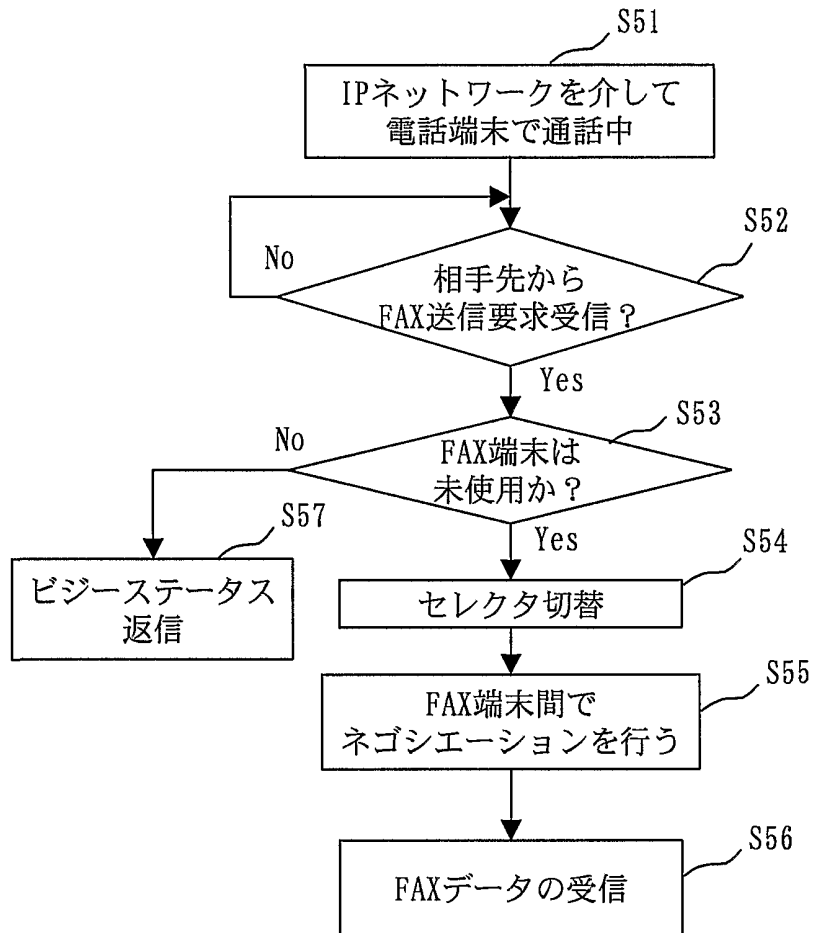 S51
IPネットワークを介して
電話端末で通話中
S52
No
相手先から
FAX送信要求受信？
Yes
S53
No
FAX端末は
未使用か？
S57
Yes
S54
ビジーステータス
返信
セレクタ切替
S55
FAX端末間で
ネゴシエーションを行う
S56
FAXデータの受信